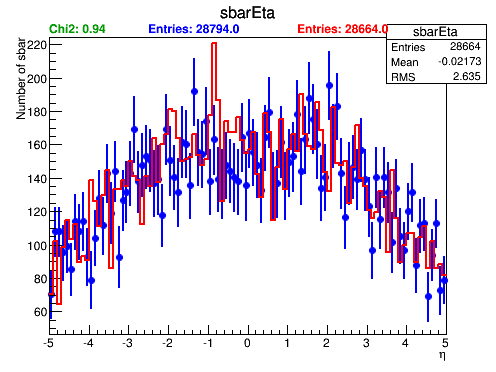 sbarEta
Chi2: 0.94
Entries: 28794.0
Entries: 28664.0
sbarEta
Entries 28664
Mean -0.02173
RMS 2.635
Number of sbar
220
200
180
160
140
120
100
80
60
-5 -4 -3 -2 -1 0 1 2 3 4 5
η